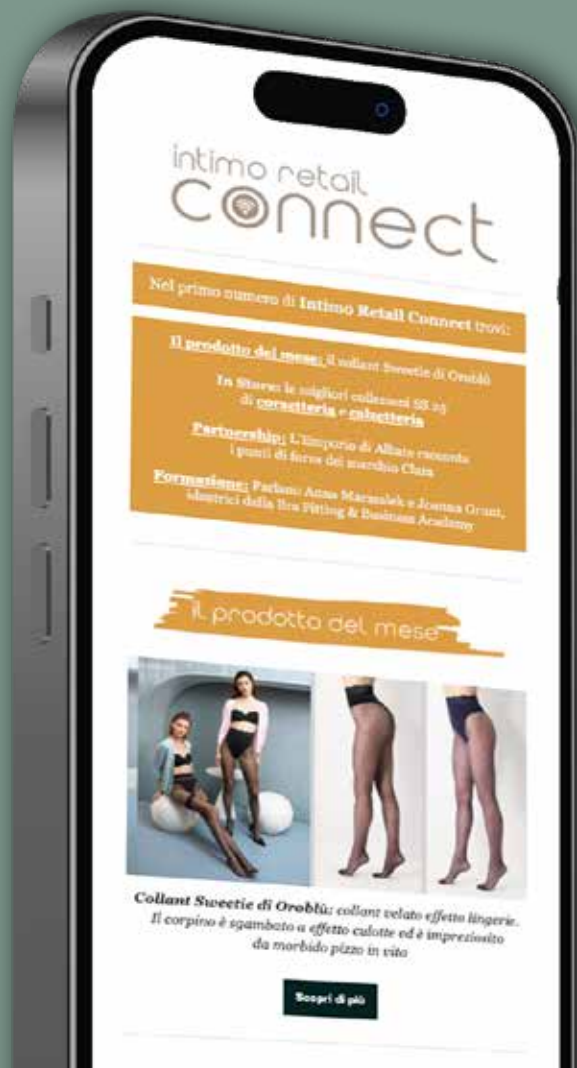 intimo retail
connect
Nel primo numero di Intimo Retail Connect trovi:
Il prodotto del mese: il collant Sweetie di Oroblù
In Store: le migliori collezioni SS 25
di corsetteria e calzetteria
Partnership: L'Emporio di Albate racconta
i punti di forza del marchio Clara
Formazione: Parlano Anna Marszalek e Joanna Grant,
ideatrici della Bra Fitting & Business Academy
il prodotto del mese
Collant Sweetie di Oroblù: collant velato effetto lingerie.
Il corpino è sgambato a effetto culotte ed è impreziosito
da morbido pizzo in vita
Scopri di più